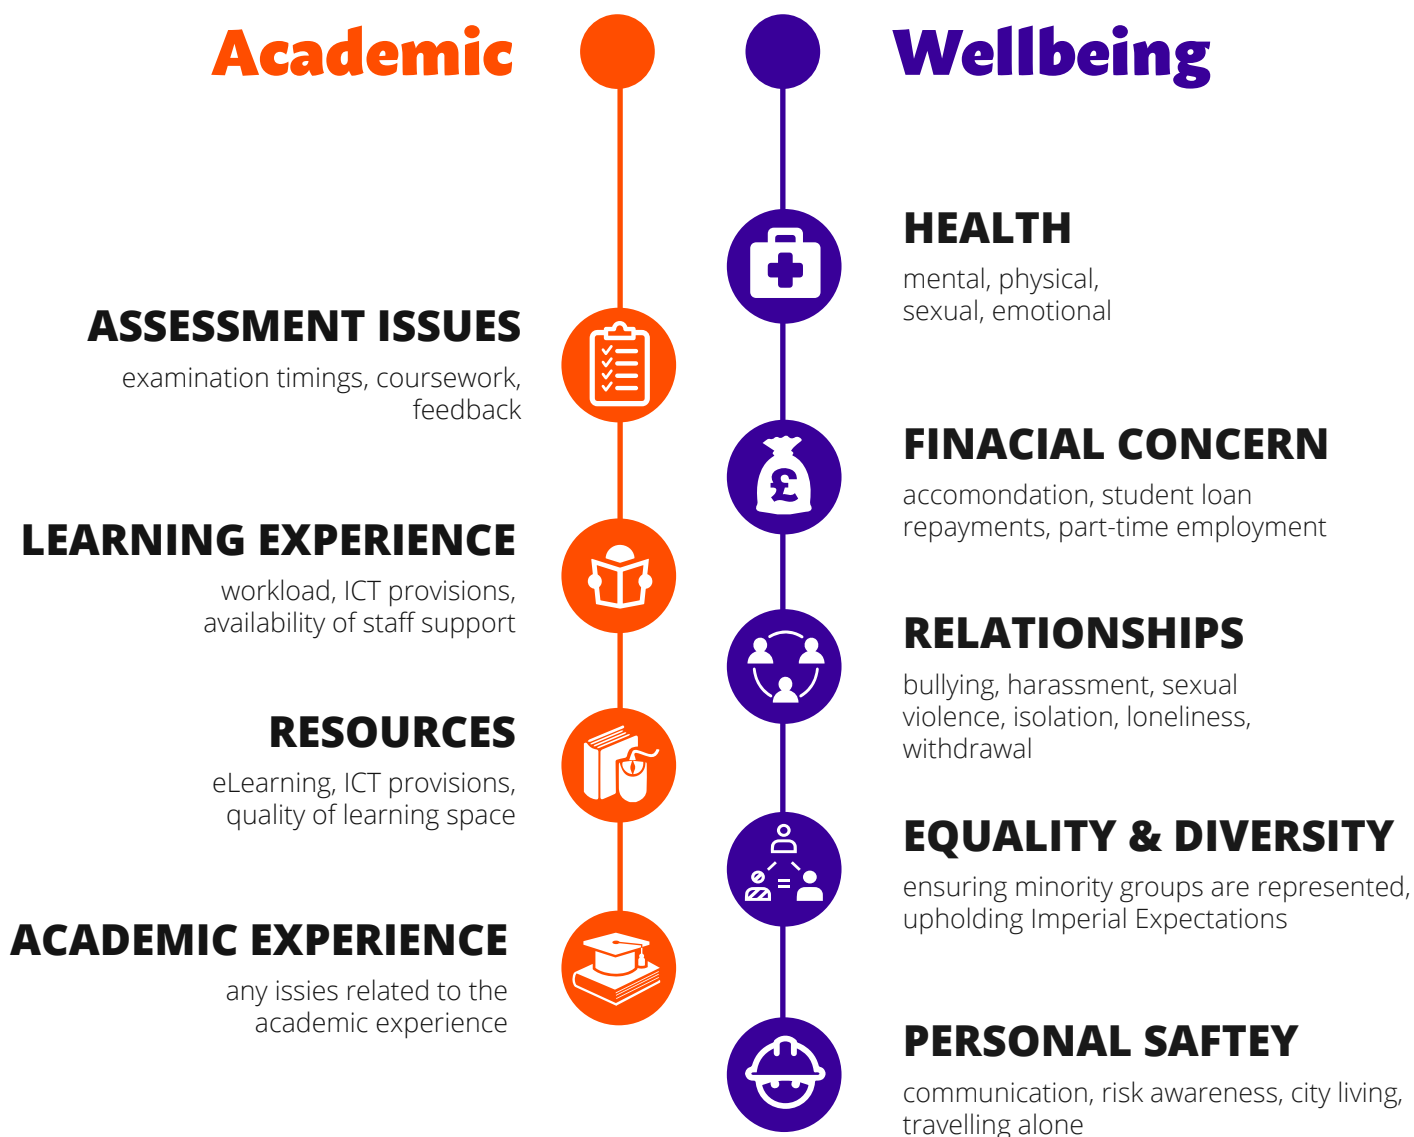 Academic
ASSESSMENT ISSUES
examination timings, coursework,
feedback
LEARNING EXPERIENCE
workload, ICT provisions,
availability of staff support
RESOURCES
eLearning, ICT provisions,
quality of learning space
ACADEMIC EXPERIENCE
any issies related to the
academic experience
Wellbeing
HEALTH
mental, physical,
sexual, emotional
£
FINACIAL CONCERN
accomondation, student loan
repayments, part-time employment
RELATIONSHIPS
bullying, harassment, sexual
violence, isolation, loneliness,
withdrawal
EQUALITY & DIVERSITY
ensuring minority groups are represented,
upholding Imperial Expectations
PERSONAL SAFTEY
communication, risk awareness, city living,
travelling alone